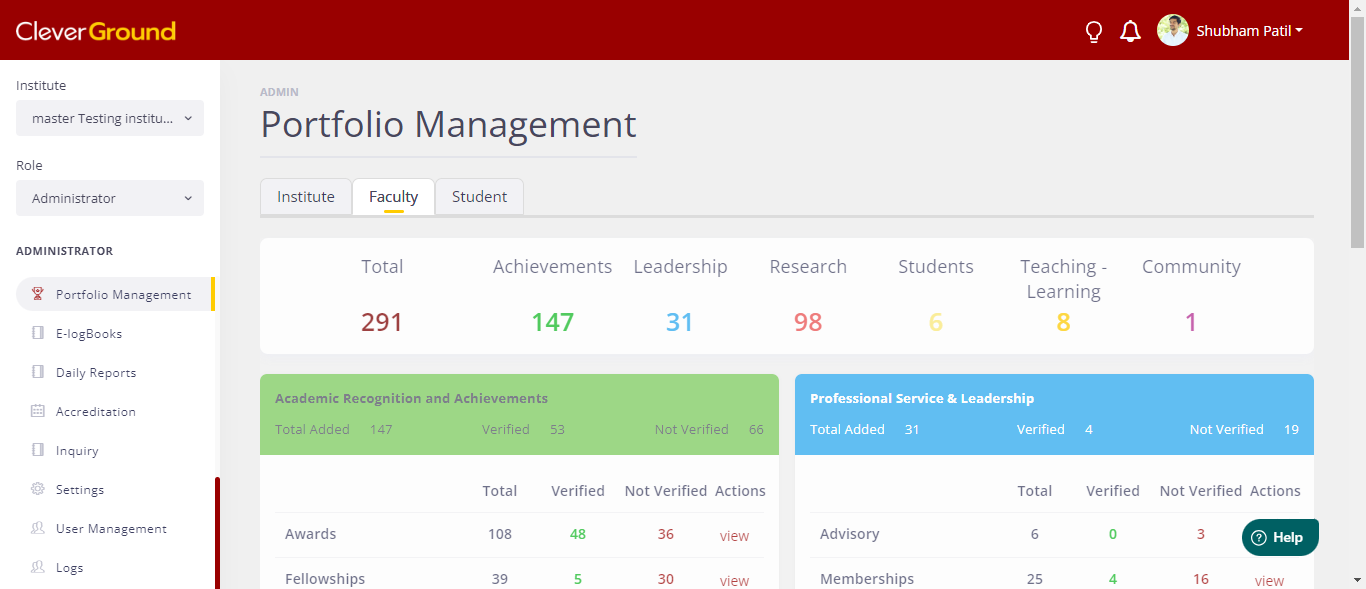 CleverGround
Shubham Patil
Institute
master Testing institu...
Role
Administrator
ADMINISTRATOR
Portfolio Management
E-logBooks
Daily Reports
Accreditation
Inquiry
Settings
User Management
Logs
ADMIN
Portfolio Management
Institute Faculty Student
Total Achievements Leadership Research Students Teaching - Community
Learning
291 147 31 98 6 8 1
Academic Recognition and Achievements
Total Added 147 Verified 53 Not Verified 66
Total Verified Not Verified Actions
Awards 108 48 36 view
Fellowships 39 5 30 view
Professional Service & Leadership
Total Added 31 Verified 4 Not Verified 19
Total Verified Not Verified Actions
Advisory 6 0 3
Memberships 25 4 16 view
Help